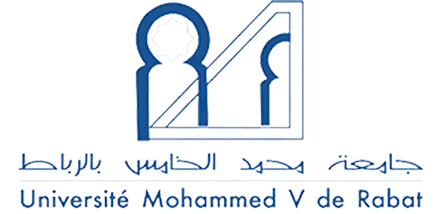 جامعة محمد الخامس بالرباط
Université Mohammed V de Rabat